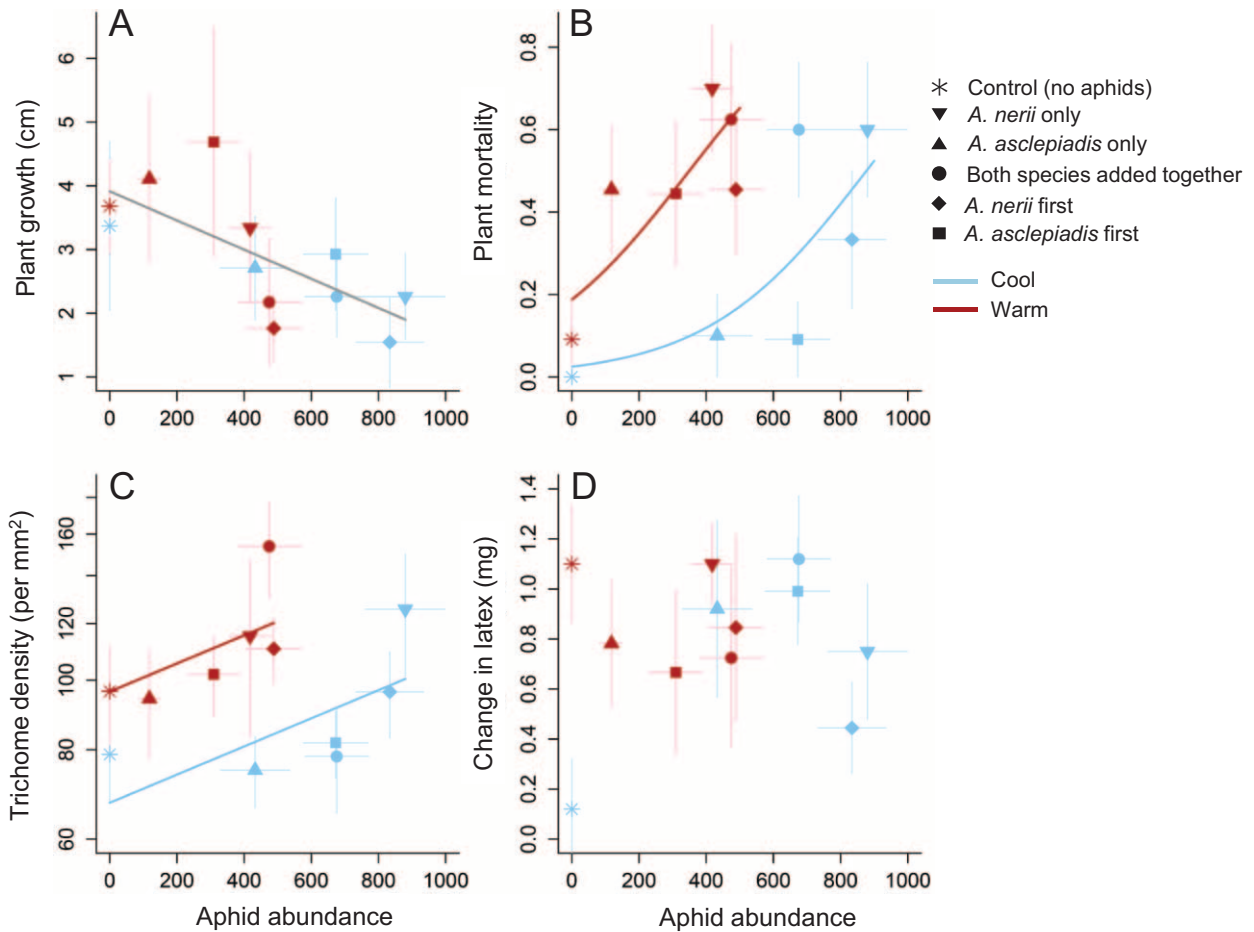 A
Plant growth (cm)
6
5
4
3
2
1
0 200 400 600 800 1000
B
Plant mortality
0.8
0.6
0.4
0.2
0.0
0 200 400 600 800 1000
Control (no aphids)
A. nerii only
A. asclepiadis only
Both species added together
A. nerii first
A. asclepiadis first
Cool
Warm
C
Trichome density (per mm²)
160
120
100
80
60
0 200 400 600 800 1000
Aphid abundance
D
Change in latex (mg)
1.4
1.2
1.0
0.8
0.6
0.4
0.2
0.0
0 200 400 600 800 1000
Aphid abundance